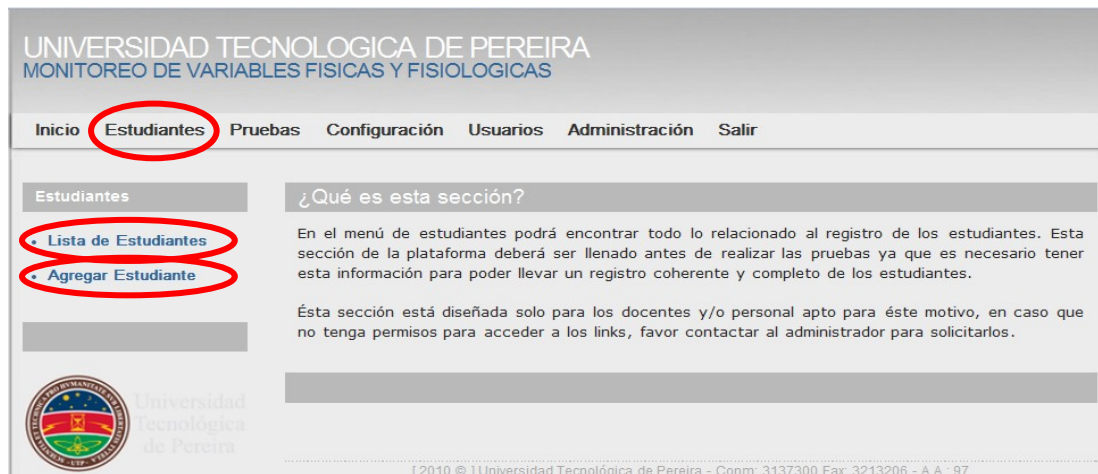 UNIVERSIDAD TECNOLOGICA DE PEREIRA
MONITOREO DE VARIABLES FISICAS Y FISIOLOGICAS
Inicio Estudiantes Pruebas Configuración Usuarios Administración Salir
Estudiantes
• Lista de Estudiantes
• Agregar Estudiante
¿Qué es esta sección?
En el menú de estudiantes podrá encontrar todo lo relacionado al registro de los estudiantes. Esta
sección de la plataforma deberá ser llenado antes de realizar las pruebas ya que es necesario tener
esta información para poder llevar un registro coherente y completo de los estudiantes.
Ésta sección está diseñada solo para los docentes y/o personal apto para éste motivo, en caso que
no tenga permisos para acceder a los links, favor contactar al administrador para solicitarlos.
Universidad
Tecnológica
de Pereira
[ 2010 © ] Universidad Tecnológica de Pereira - Conm: 3137300 Fax: 3213206 - A.A.: 97